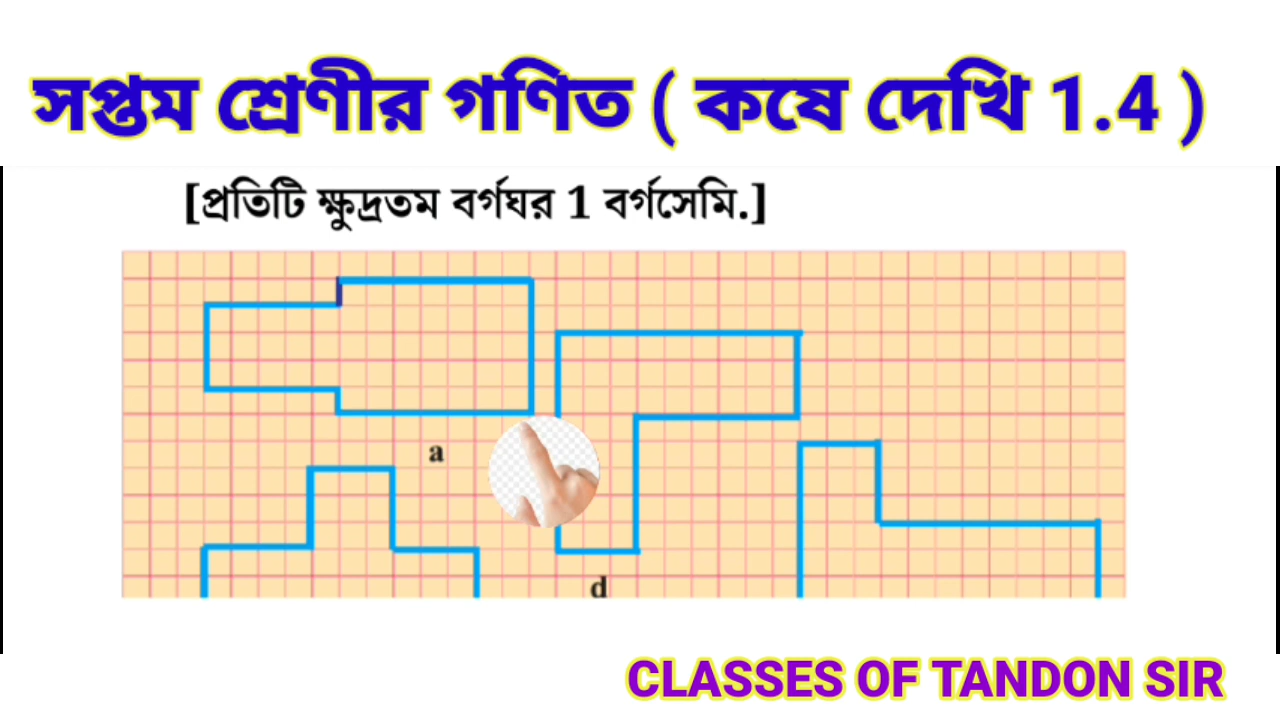 সপ্তম শ্রেণীর গণিত ( কষে দেখি 1.4 )
[প্রতিটি ক্ষুদ্রতম বর্গঘর 1 বর্গসেমি.]
a
d
CLASSES OF TANDON SIR